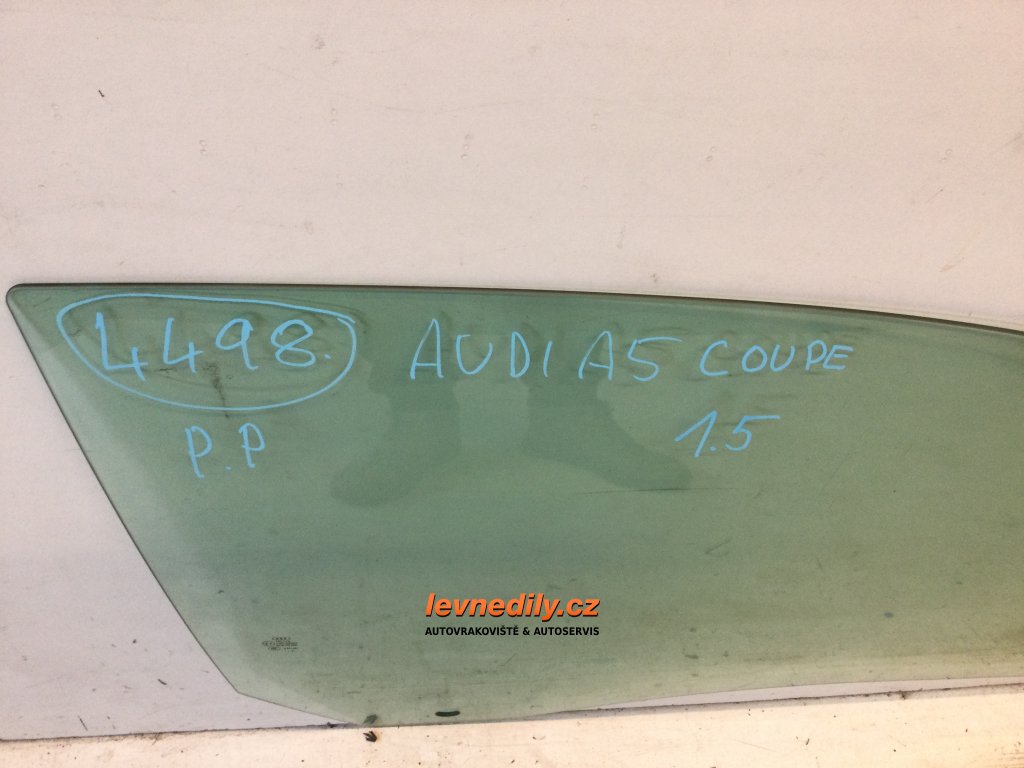 4498. AUDI A5 COUPE
P.P 1.5
levnedily.cz
AUTOVRAKOVIŠTĚ & AUTOSERVIS